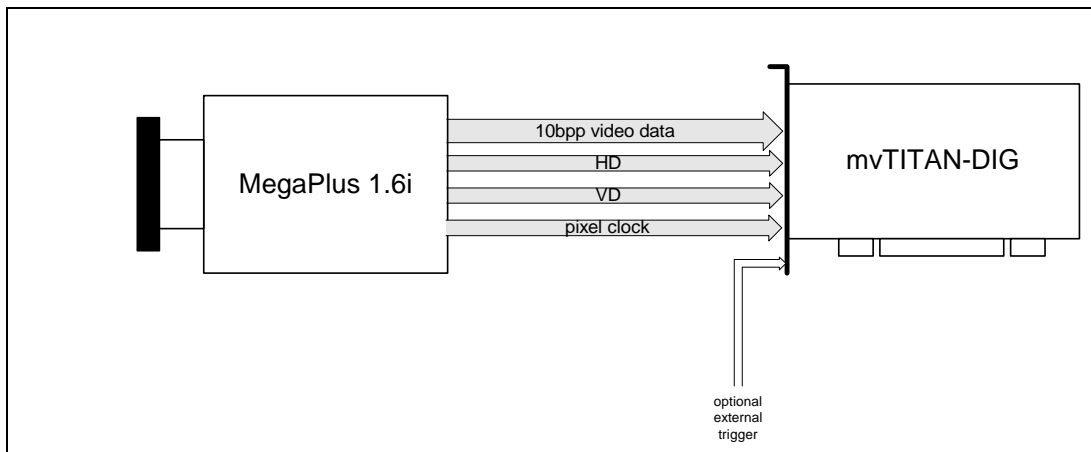 10bpp video data
HD
VD
pixel clock
MegaPlus 1.6i
mvTITAN-DIG
optional
external
trigger